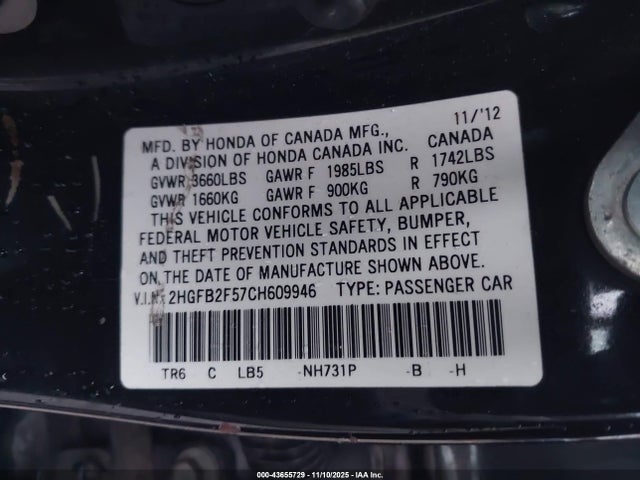 11/'12
MFD. BY HONDA OF CANADA MFG., CANADA
A DIVISION OF HONDA CANADA INC.
GVWR 3660LBS GAWR F 1985LBS R 1742LBS
GVWR 1660KG GAWR F 900KG R 790KG
THIS VEHICLE CONFORMS TO ALL APPLICABLE
FEDERAL MOTOR VEHICLE SAFETY, BUMPER,
AND THEFT PREVENTION STANDARDS IN EFFECT
ON THE DATE OF MANUFACTURE SHOWN ABOVE.
V.I.N: 2HGFB2F57CH609946 TYPE: PASSENGER CAR
TR6 C LB5 -NH731P -B -H
000-43655729 - 11/10/2025 - IAA Inc.